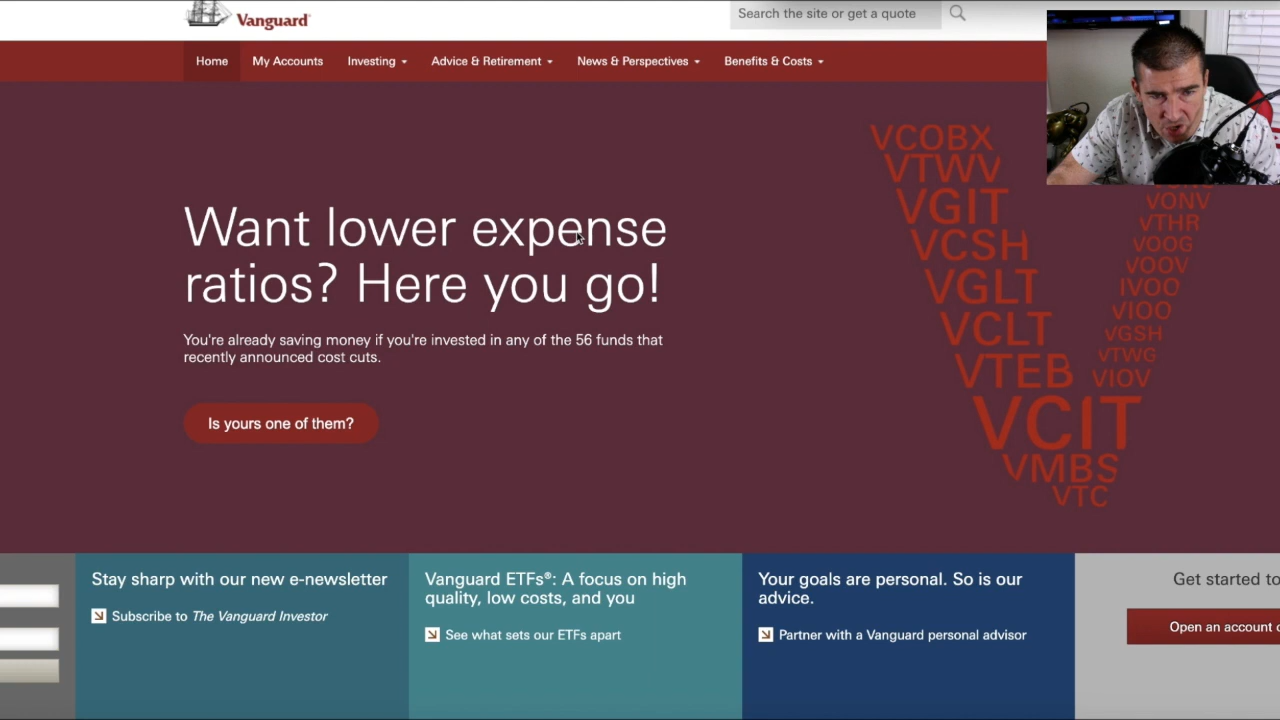 Vanguard®
Search the site or get a quote
Home
My Accounts
Investing
Advice & Retirement
News & Perspectives
Benefits & Costs
Want lower expense
ratios? Here you go!
You're already saving money if you're invested in any of the 56 funds that
recently announced cost cuts.
Is yours one of them?
VCOBX
VTWV
VGIT
VCSH
VGLT
VCLT
VTEB
VCIT
VMBS
VTC
VONV
VTHR
VOOG
VOOV
IVOO
VIOO
VGSH
VTWG
VIOV
Stay sharp with our new e-newsletter
Subscribe to The Vanguard Investor
Vanguard ETFs®: A focus on high
quality, low costs, and you
See what sets our ETFs apart
Your goals are personal. So is our
advice.
Partner with a Vanguard personal advisor
Get started to
Open an account o